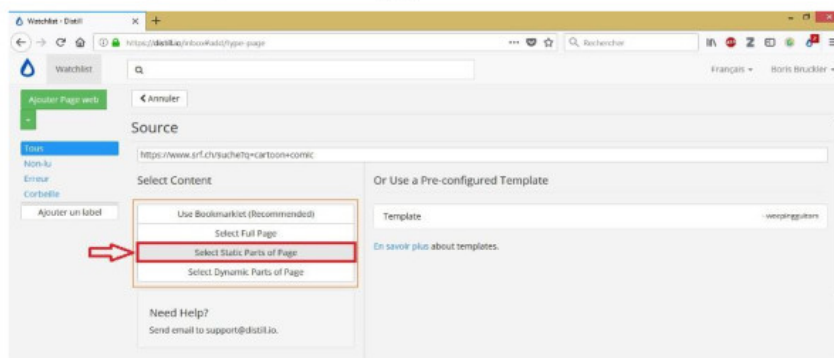 Watchlist - Distill
https://distill.io/inbox#add/type-page
Rechercher
Watchlist
Français
Boris Bruckler
Ajouter Page web
Annuler
Source
Tous
Non-lu
Erreur
Corbeille
Ajouter un label
https://www.srf.ch/suche?q=cartoon+comic
Select Content
Or Use a Pre-configured Template
Use Bookmarklet (Recommended)
Select Full Page
Select Static Parts of Page
Select Dynamic Parts of Page
Template
- weepingguitars
En savoir plus about templates.
Need Help?
Send email to support@distill.io.